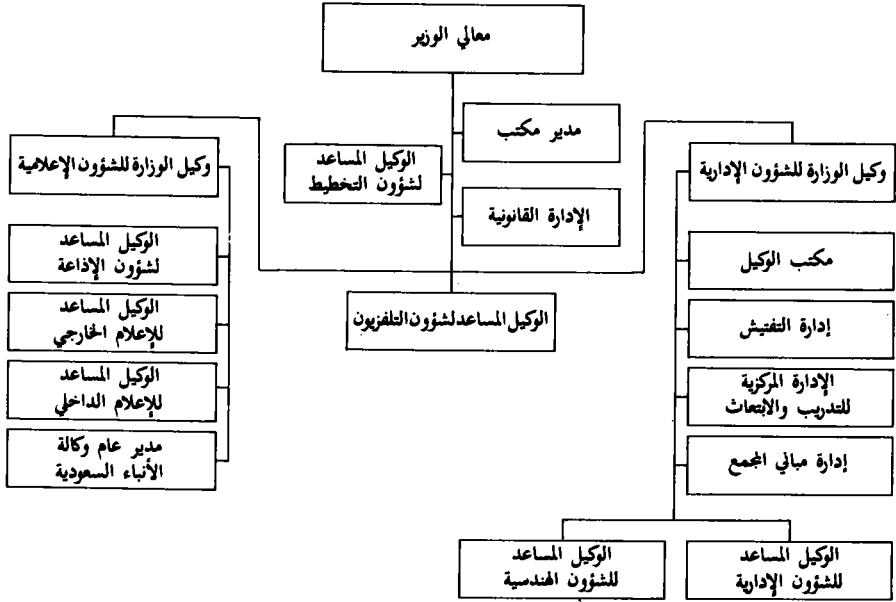 معالي الوزير
مدير مكتب
الوكيل المساعد
لشؤون التخطيط
الإدارة القانونية
الوكيل المساعد لشؤون التلفزيون
وكيل الوزارة للشؤون الإدارية
مكتب الوكيل
إدارة التفتيش
الإدارة المركزية
للتدريب والابتعاث
إدارة مباني المجمع
الوكيل المساعد
للشؤون الإدارية
الوكيل المساعد
للشؤون الهندسية
وكيل الوزارة للشؤون الإعلامية
الوكيل المساعد
لشؤون الإذاعة
الوكيل المساعد
للإعلام الخارجي
الوكيل المساعد
للإعلام الداخلي
مدير عام وكالة
الأنباء السعودية